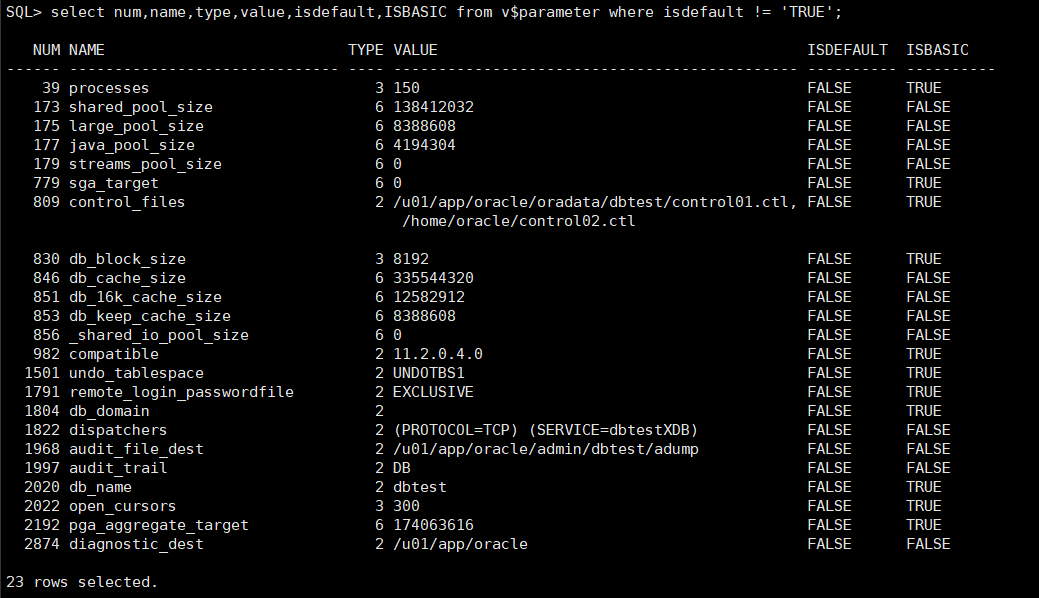 SQL> select num,name,type,value,isdefault,ISBASIC from v$parameter where isdefault != 'TRUE';
NUM NAME TYPE VALUE ISDEFAULT ISBASIC
------ ------------------------------ ---- --------------------------------------------- ---------- ----------
39 processes 3 150 FALSE TRUE
173 shared_pool_size 6 138412032 FALSE FALSE
175 large_pool_size 6 8388608 FALSE FALSE
177 java_pool_size 6 4194304 FALSE FALSE
179 streams_pool_size 6 0 FALSE FALSE
779 sga_target 6 0 FALSE TRUE
809 control_files 2 /u01/app/oracle/oradata/dbtest/control01.ctl, FALSE TRUE
/home/oracle/control02.ctl
830 db_block_size 3 8192 FALSE TRUE
846 db_cache_size 6 335544320 FALSE FALSE
851 db_16k_cache_size 6 12582912 FALSE FALSE
853 db_keep_cache_size 6 8388608 FALSE FALSE
856 _shared_io_pool_size 6 0 FALSE FALSE
982 compatible 2 11.2.0.4.0 FALSE TRUE
1501 undo_tablespace 2 UNDOTBS1 FALSE TRUE
1791 remote_login_passwordfile 2 EXCLUSIVE FALSE TRUE
1804 db_domain 2 FALSE TRUE
1822 dispatchers 2 (PROTOCOL=TCP) (SERVICE=dbtestXDB) FALSE FALSE
1968 audit_file_dest 2 /u01/app/oracle/admin/dbtest/adump FALSE FALSE
1997 audit_trail 2 DB FALSE FALSE
2020 db_name 2 dbtest FALSE TRUE
2022 open_cursors 3 300 FALSE TRUE
2192 pga_aggregate_target 6 174063616 FALSE TRUE
2874 diagnostic_dest 2 /u01/app/oracle FALSE FALSE
23 rows selected.